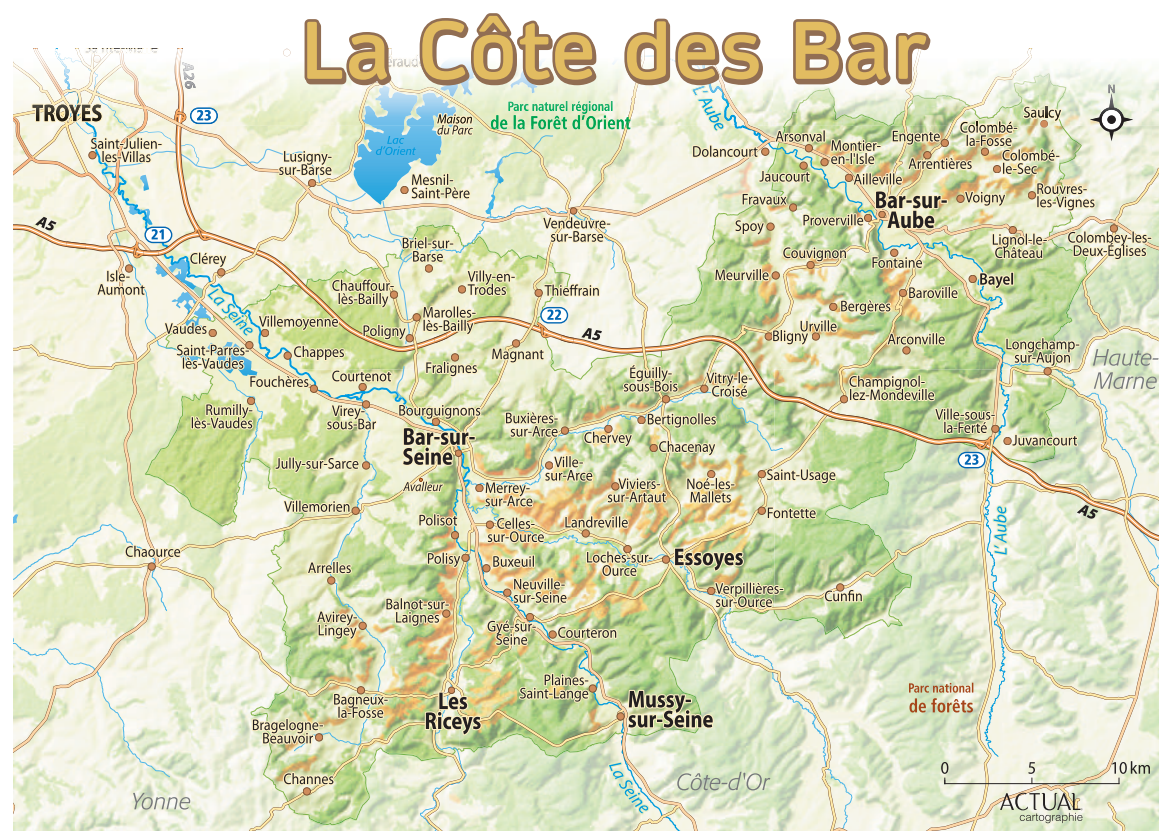 La Côte des Bar
A26
TROYES
23
Saint-Julien-
les-Villas
Lusigny-
sur-Barse
Lac
d'Orient
Maison
du Parc
Mesnil-
Saint-Père
Parc naturel régional
de la Forêt d'Orient
L'Aube
N
Dolancourt
Arsonval
Montier-
en-l'Isle
Engente
Colombé-
la-Fosse
Saulcy
Arrentières
Colombé-
le-Sec
Jaucourt
Ailleville
Fravaux
Proverville
Bar-sur-
Aube
Voigny
Rouvres-
les-Vignes
A5
21
Isle-
Aumont
Clérey
Briel-sur-
Barse
Vendeuvre-
sur-Barse
Spoy
Couvignon
Fontaine
Lignol-le-
Château
Colombey-les-
Deux-Églises
Meurville
Bayel
Chauffour-
lès-Bailly
Villy-en-
Trodes
Thieffrain
Baroville
Bergères
La Seine
Vaudes
Villemoyenne
Poligny
Marolles-
lès-Bailly
22
A5
Urville
Bligny
Arconville
Longchamp-
sur-Aujon
Haute-
Marne
Saint-Parres-
les-Vaudes
Chappes
Fralignes
Magnant
Fouchères
Courtenot
Éguilly-
sous-Bois
Vitry-le-
Croisé
Champignol-
lez-Mondeville
Rumilly-
lès-Vaudes
Virey-
sous-Bar
Bourguignons
Buxières-
sur-Arce
Chervey
Bertignolles
Ville-sous-
la-Ferté
Juvancourt
Bar-sur-
Seine
Chacenay
23
Jully-sur-Sarce
Avalleur
Ville-
sur-Arce
Merrey-
sur-Arce
Viviers-
sur-Artaut
Noé-les-
Mallets
Saint-Usage
Villemorien
Polisot
Celles-
sur-Ource
Landreville
Fontette
A5
L'Aube
Chaource
Polisy
Buxeuil
Loches-sur-
Ource
Essoyes
Arrelles
Neuville-
sur-Seine
Verpillières-
sur-Ource
Cunfin
Balnot-sur-
Laignes
Avirey-
Lingey
Gyé-sur-
Seine
Courteron
Plaines-
Saint-Lange
Bagneux-
la-Fosse
Les
Riceys
Mussy-
sur-Seine
Parc national
de forêts
Bragelogne-
Beauvoir
Channes
Yonne
La Seine
Côte-d'Or
0 5 10 km
ACTUAL
cartographie